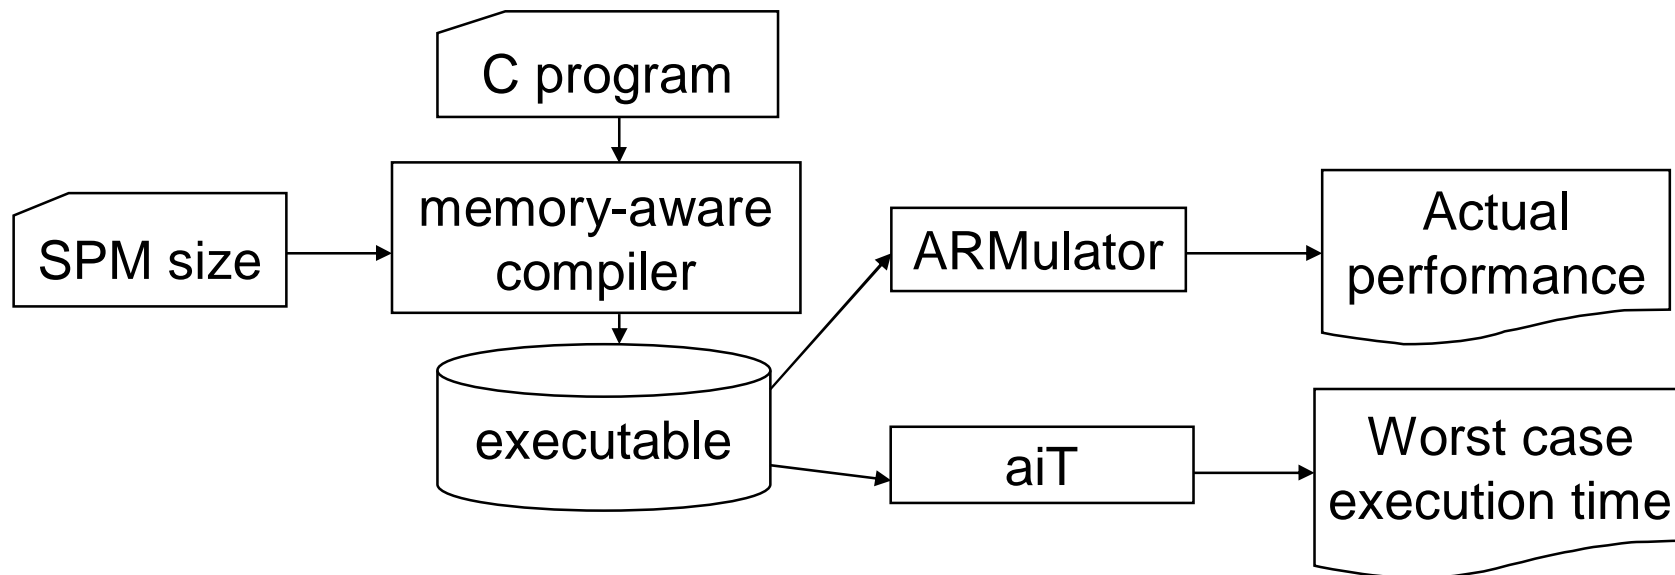 C program
SPM size
memory-aware
compiler
executable
ARMulator
Actual
performance
aiT
Worst case
execution time